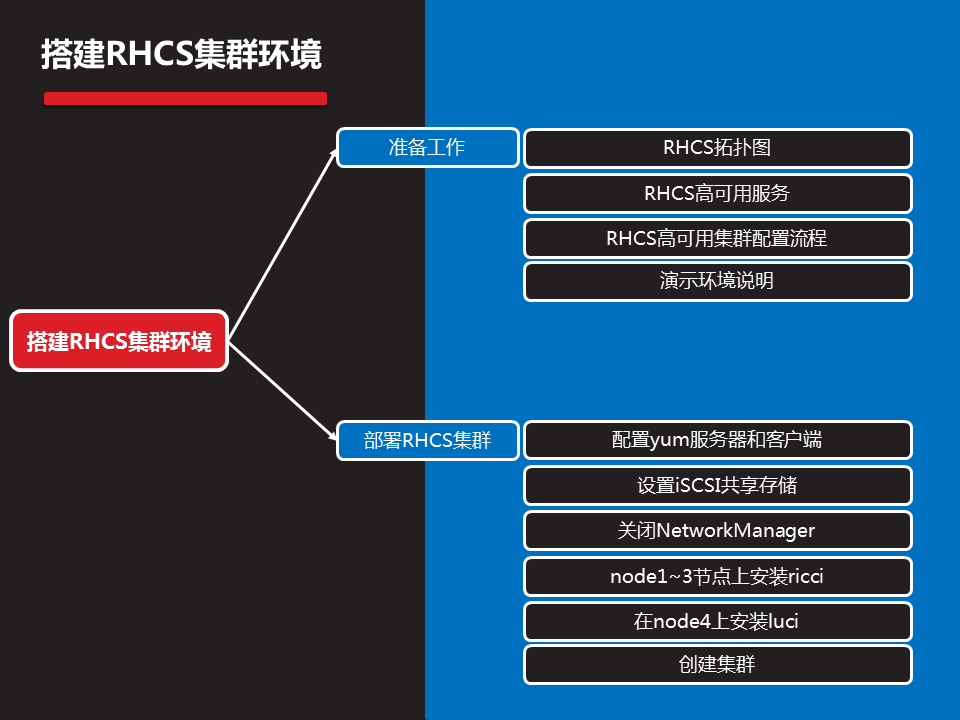 搭建RHCS集群环境
准备工作
RHCS拓扑图
RHCS高可用服务
RHCS高可用集群配置流程
演示环境说明
搭建RHCS集群环境
部署RHCS集群
配置yum服务器和客户端
设置iSCSI共享存储
关闭NetworkManager
node1~3节点上安装ricci
在node4上安装luci
创建集群